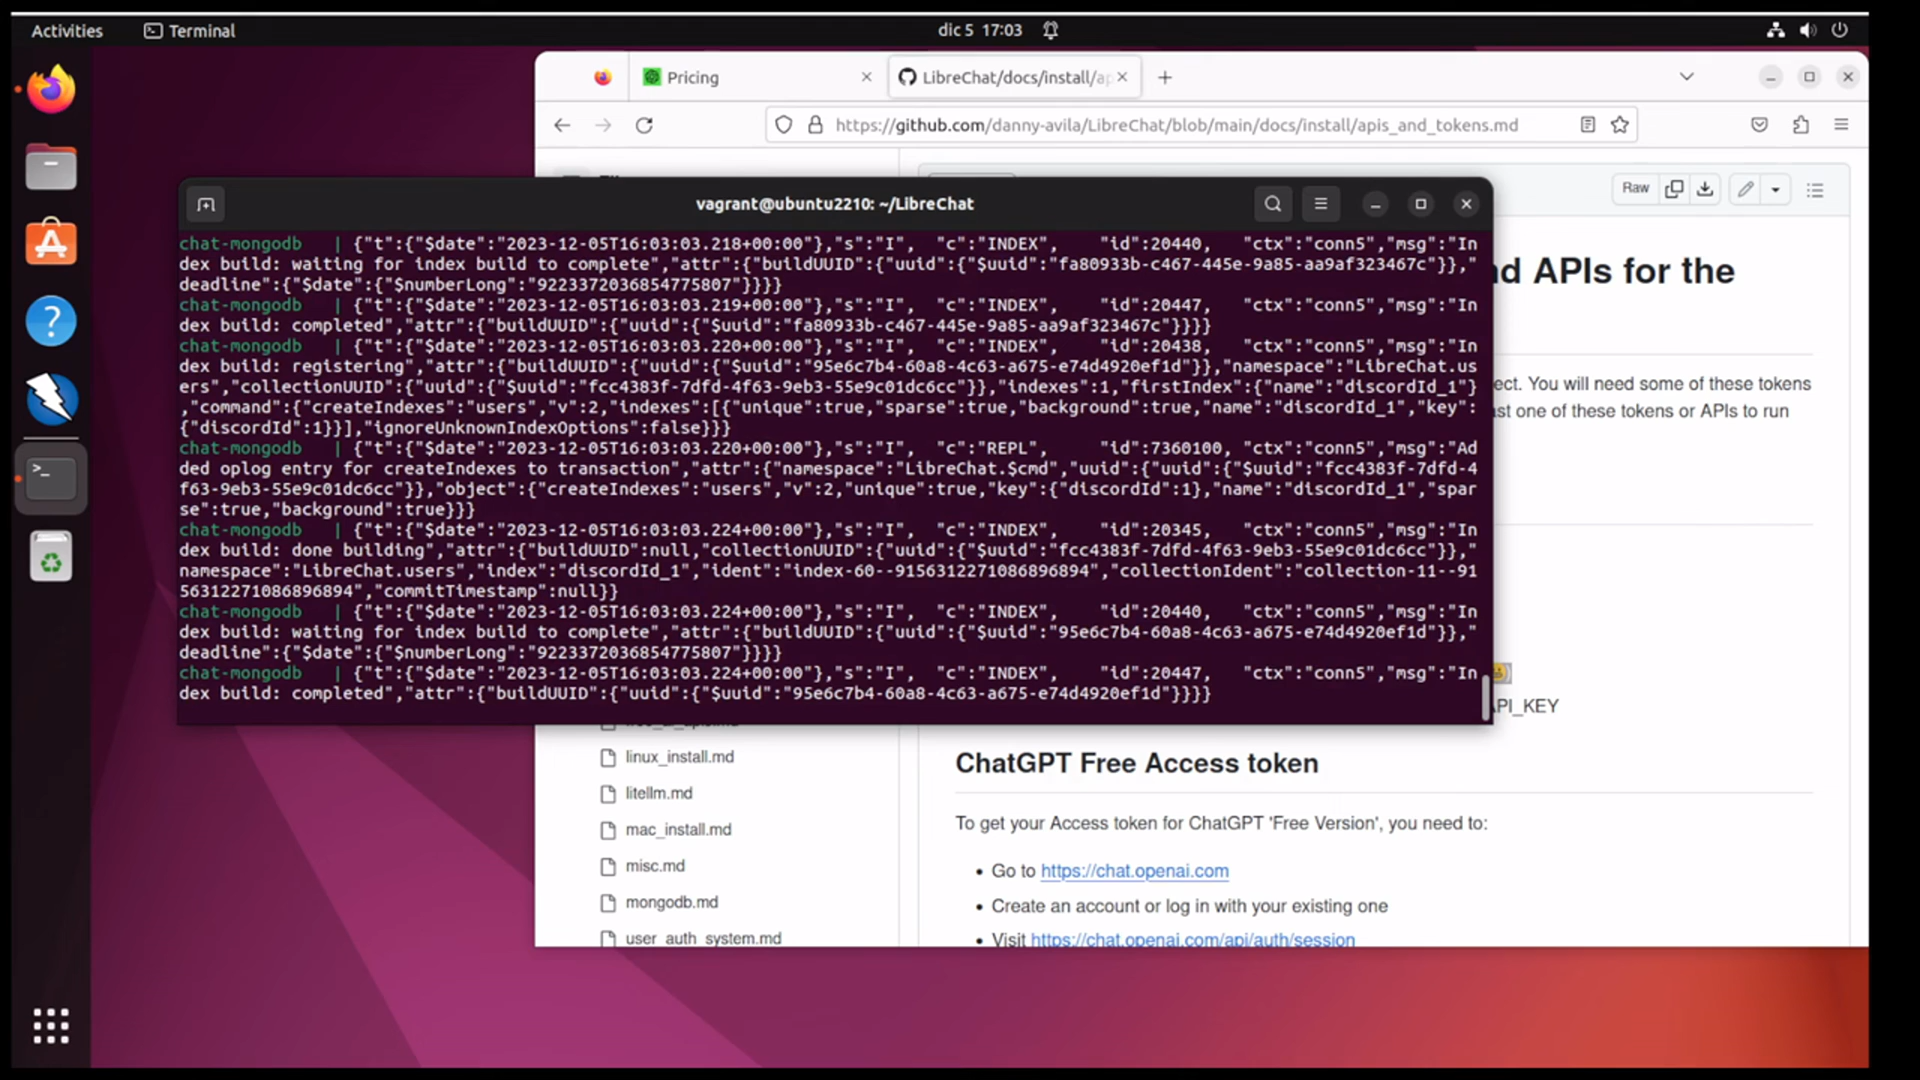 Activities
Terminal
dic 5 17:03
Pricing
LibreChat/docs/install/ap
https://github.com/danny-avila/LibreChat/blob/main/docs/install/apis_and_tokens.md
Raw
vagrant@ubuntu2210: ~/LibreChat
chat-mongodb | {"t":{"$date":"2023-12-05T16:03:03.218+00:00"},"s":"I", "c":"INDEX", "id":20440, "ctx":"conn5","msg":"In
dex build: waiting for index build to complete","attr":{"buildUUID":{"uuid":{"$uuid":"fa80933b-c467-445e-9a85-aa9af323467c"}},"
deadline":{"$date":{"$numberLong":"9223372036854775807"}}}}
chat-mongodb | {"t":{"$date":"2023-12-05T16:03:03.219+00:00"},"s":"I", "c":"INDEX", "id":20447, "ctx":"conn5","msg":"In
dex build: completed","attr":{"buildUUID":{"uuid":{"$uuid":"fa80933b-c467-445e-9a85-aa9af323467c"}}}}
chat-mongodb | {"t":{"$date":"2023-12-05T16:03:03.220+00:00"},"s":"I", "c":"INDEX", "id":20438, "ctx":"conn5","msg":"In
dex build: registering","attr":{"buildUUID":{"uuid":{"$uuid":"95e6c7b4-60a8-4c63-a675-e74d4920ef1d"}},"namespace":"LibreChat.us
ers","collectionUUID":{"uuid":{"$uuid":"fcc4383f-7dfd-4f63-9eb3-55e9c01dc6cc"}},"indexes":1,"firstIndex":{"name":"discordId_1"}
,"command":{"createIndexes":"users","v":2,"indexes":[{"unique":true,"sparse":true,"background":true,"name":"discordId_1","key":
{"discordId":1}}],"ignoreUnknownIndexOptions":false}}}
chat-mongodb | {"t":{"$date":"2023-12-05T16:03:03.220+00:00"},"s":"I", "c":"REPL", "id":7360100, "ctx":"conn5","msg":"Ad
ded oplog entry for createIndexes to transaction","attr":{"namespace":"LibreChat.$cmd","uuid":{"uuid":{"$uuid":"fcc4383f-7dfd-4
f63-9eb3-55e9c01dc6cc"}},"object":{"createIndexes":"users","v":2,"unique":true,"key":{"discordId":1},"name":"discordId_1","spar
se":true,"background":true}}}
chat-mongodb | {"t":{"$date":"2023-12-05T16:03:03.224+00:00"},"s":"I", "c":"INDEX", "id":20345, "ctx":"conn5","msg":"In
dex build: done building","attr":{"buildUUID":null,"collectionUUID":{"uuid":{"$uuid":"fcc4383f-7dfd-4f63-9eb3-55e9c01dc6cc"}},"
namespace":"LibreChat.users","index":"discordId_1","ident":"index-60--9156312271086896894","collectionIdent":"collection-11--91
56312271086896894","commitTimestamp":null}}
chat-mongodb | {"t":{"$date":"2023-12-05T16:03:03.224+00:00"},"s":"I", "c":"INDEX", "id":20440, "ctx":"conn5","msg":"In
dex build: waiting for index build to complete","attr":{"buildUUID":{"uuid":{"$uuid":"95e6c7b4-60a8-4c63-a675-e74d4920ef1d"}},"
deadline":{"$date":{"$numberLong":"9223372036854775807"}}}}
chat-mongodb | {"t":{"$date":"2023-12-05T16:03:03.224+00:00"},"s":"I", "c":"INDEX", "id":20447, "ctx":"conn5","msg":"In
dex build: completed","attr":{"buildUUID":{"uuid":{"$uuid":"95e6c7b4-60a8-4c63-a675-e74d4920ef1d"}}}}
nd APIs for the
ect. You will need some of these tokens
ast one of these tokens or APIs to run
API_KEY
linux_install.md
litellm.md
mac_install.md
misc.md
mongodb.md
user_auth_system.md
ChatGPT Free Access token
To get your Access token for ChatGPT 'Free Version', you need to:
• Go to https://chat.openai.com
• Create an account or log in with your existing one
• Visit https://chat.openai.com/api/auth/session